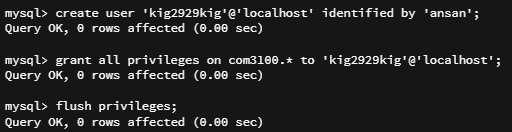 mysql> create user 'kig2929kig'@'localhost' identified by 'ansan';
Query OK, 0 rows affected (0.00 sec)
mysql> grant all privileges on com3100.* to 'kig2929kig'@'localhost';
Query OK, 0 rows affected (0.00 sec)
mysql> flush privileges;
Query OK, 0 rows affected (0.00 sec)